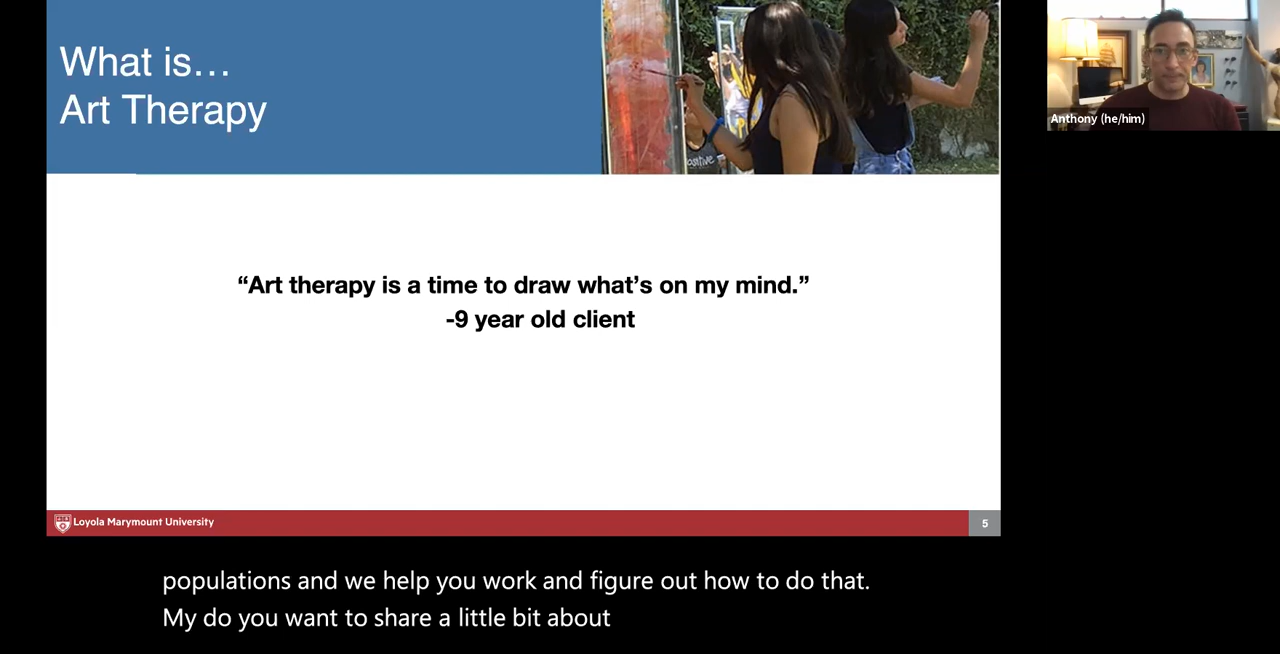 What is…
Art Therapy
ositive
Anthony (he/him)
“Art therapy is a time to draw what’s on my mind.”
-9 year old client
Loyola Marymount University
5
populations and we help you work and figure out how to do that.
My do you want to share a little bit about